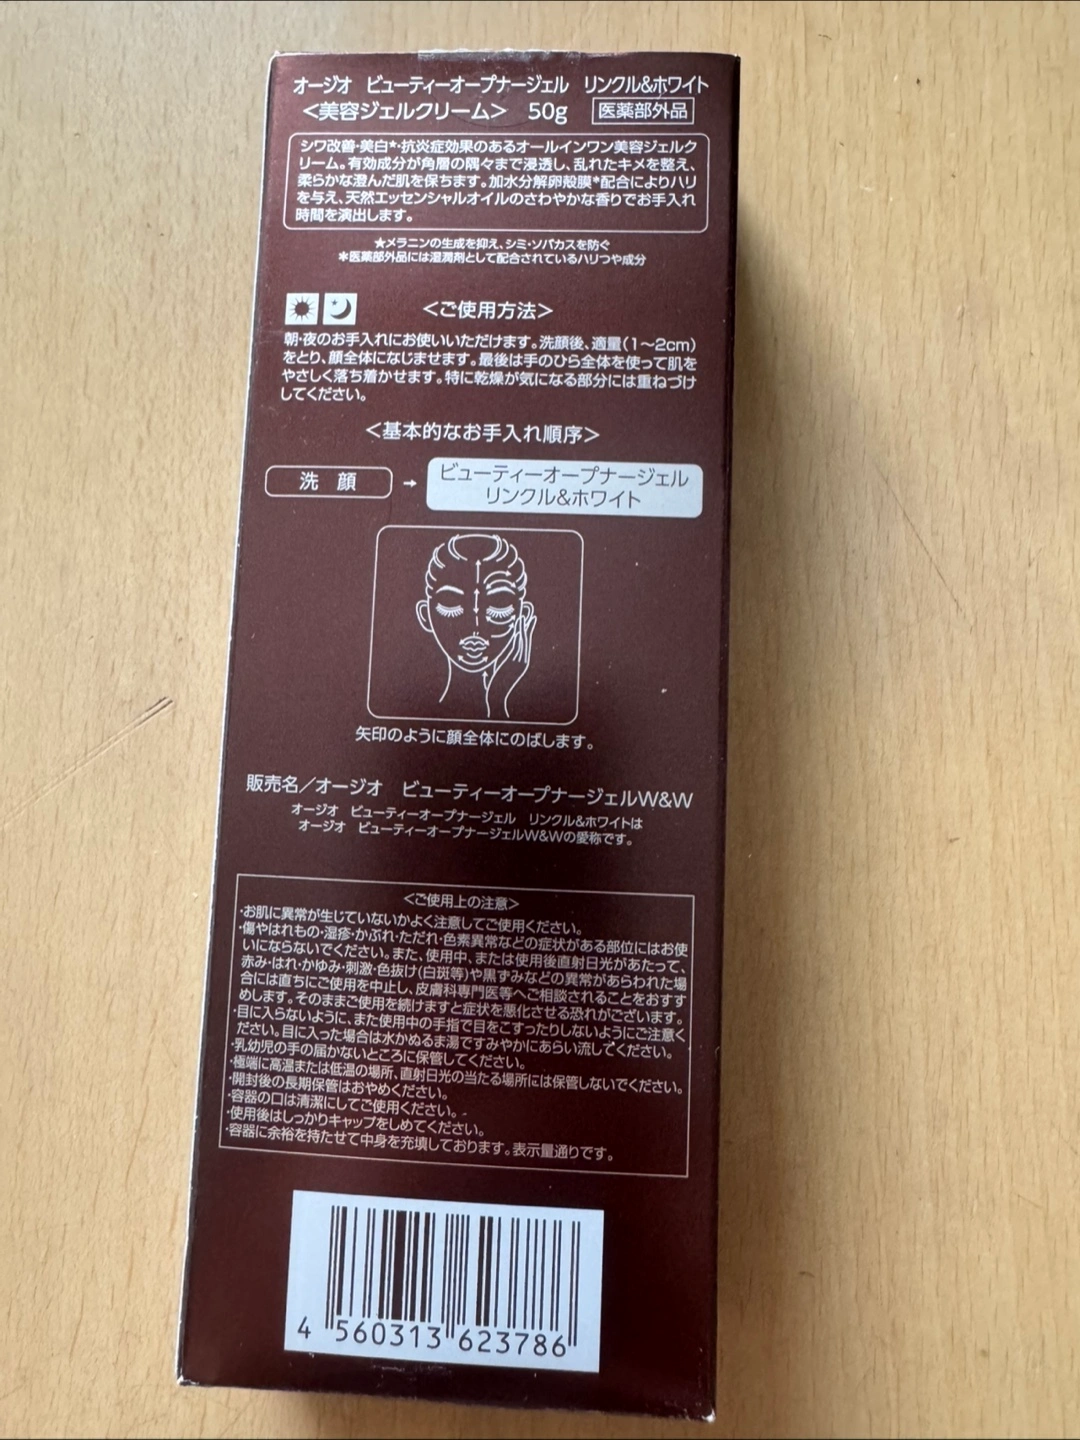 オージオ　ビューティーオープナージェル　リンクル&ホワイト
<美容ジェルクリーム>　50g　医薬部外品
シワ改善・美白*・抗炎症効果のあるオールインワン美容ジェルク
リーム。有効成分が角層の隅々まで浸透し、乱れたキメを整え、
柔らかな澄んだ肌を保ちます。加水分解卵殻膜*配合によりハリ
を与え、天然エッセンシャルオイルのさわやかな香りでお手入れ
時間を演出します。
★メラニンの生成を抑え、シミ・ソバカスを防ぐ
*医薬部外品には湿潤剤として配合されているハリつや成分
<ご使用方法>
朝・夜のお手入れにお使いいただけます。洗顔後、適量(1～2cm)
をとり、顔全体になじませます。最後は手のひら全体を使って肌を
やさしく落ち着かせます。特に乾燥が気になる部分には重ねづけ
してください。
<基本的なお手入れ順序>
洗　顔　→　ビューティーオープナージェル
リンクル&ホワイト
矢印のように顔全体にのばします。
販売名／オージオ　ビューティーオープナージェルW&W
オージオ　ビューティーオープナージェル　リンクル&ホワイトは
オージオ　ビューティーオープナージェルW&Wの愛称です。
<ご使用上の注意>
・お肌に異常が生じていないかよく注意してご使用ください。
・傷やはれもの・湿疹・かぶれ・ただれ・色素異常などの症状がある部位にはお使
いにならないでください。また、使用中、または使用後直射日光があたって、
赤み・はれ・かゆみ・刺激・色抜け(白斑等)や黒ずみなどの異常があらわれた場
合には直ちにご使用を中止し、皮膚科専門医等へご相談されることをおすす
めします。そのままご使用を続けますと症状を悪化させる恐れがございます。
・目に入らないように、また使用中の手指で目をこすったりしないようにご注意く
ださい。目に入った場合は水かぬるま湯ですみやかにあらい流してください。
・乳幼児の手の届かないところに保管してください。
・極端に高温または低温の場所、直射日光の当たる場所には保管しないでください。
・開封後の長期保管はおやめください。
・容器の口は清潔にしてご使用ください。
・使用後はしっかりキャップをしめてください。
・容器に余裕を持たせて中身を充填しております。表示量通りです。
4 560313 623786